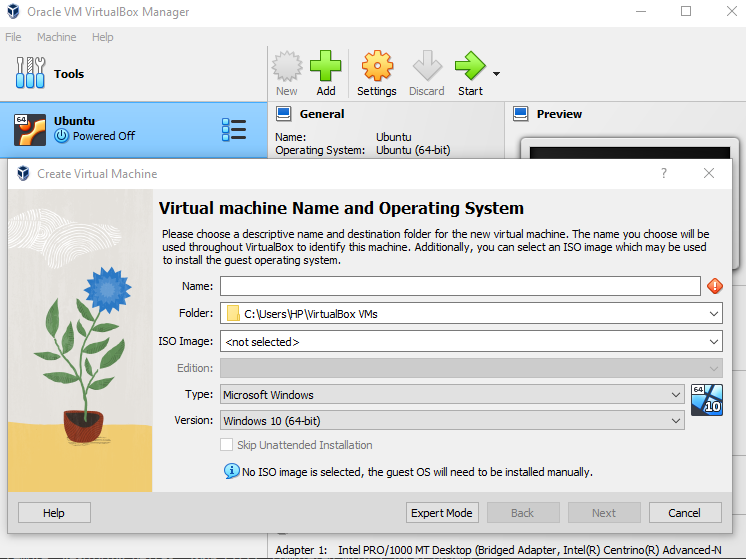 Oracle VM VirtualBox Manager
File Machine Help
Tools
New Add Settings Discard Start
64 Ubuntu
Powered Off
General
Name: Ubuntu
Operating System: Ubuntu (64-bit)
Preview
Create Virtual Machine ?
Virtual machine Name and Operating System
Please choose a descriptive name and destination folder for the new virtual machine. The name you choose will be
used throughout VirtualBox to identify this machine. Additionally, you can select an ISO image which may be used
to install the guest operating system.
Name:
Folder: C:\Users\HP\VirtualBox VMs
ISO Image: <not selected>
Edition:
Type: Microsoft Windows
64
10
Version: Windows 10 (64-bit)
Skip Unattended Installation
No ISO image is selected, the guest OS will need to be installed manually.
Help Expert Mode Back Next Cancel
Adapter 1: Intel PRO/1000 MT Desktop (Bridged Adapter, Intel(R) Centrino(R) Advanced-N